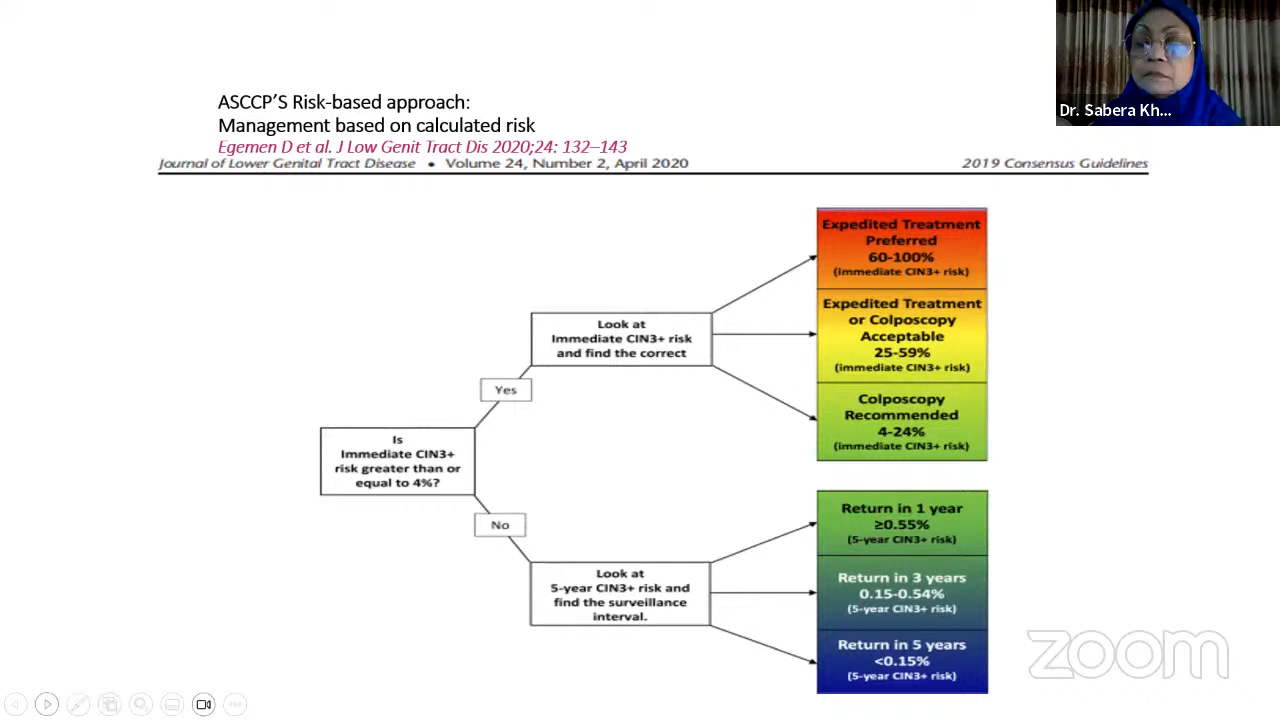 Dr. Sabera Kh...
ASCCP'S Risk-based approach:
Management based on calculated risk
Egemen D et al. J Low Genit Tract Dis 2020;24: 132–143
Journal of Lower Genital Tract Disease • Volume 24, Number 2, April 2020
2019 Consensus Guidelines
Is
Immediate CIN3+
risk greater than or
equal to 4%?
Yes
Look at
Immediate CIN3+ risk
and find the correct
Expedited Treatment
Preferred
60-100%
(immediate CIN3+ risk)
Expedited Treatment
or Colposcopy
Acceptable
25-59%
(immediate CIN3+ risk)
Colposcopy
Recommended
4-24%
(immediate CIN3+ risk)
No
Look at
5-year CIN3+ risk and
find the surveillance
interval.
Return in 1 year
≥0.55%
(5-year CIN3+ risk)
Return in 3 years
0.15-0.54%
(5-year CIN3+ risk)
Return in 5 years
<0.15%
(5-year CIN3+ risk)
zoom